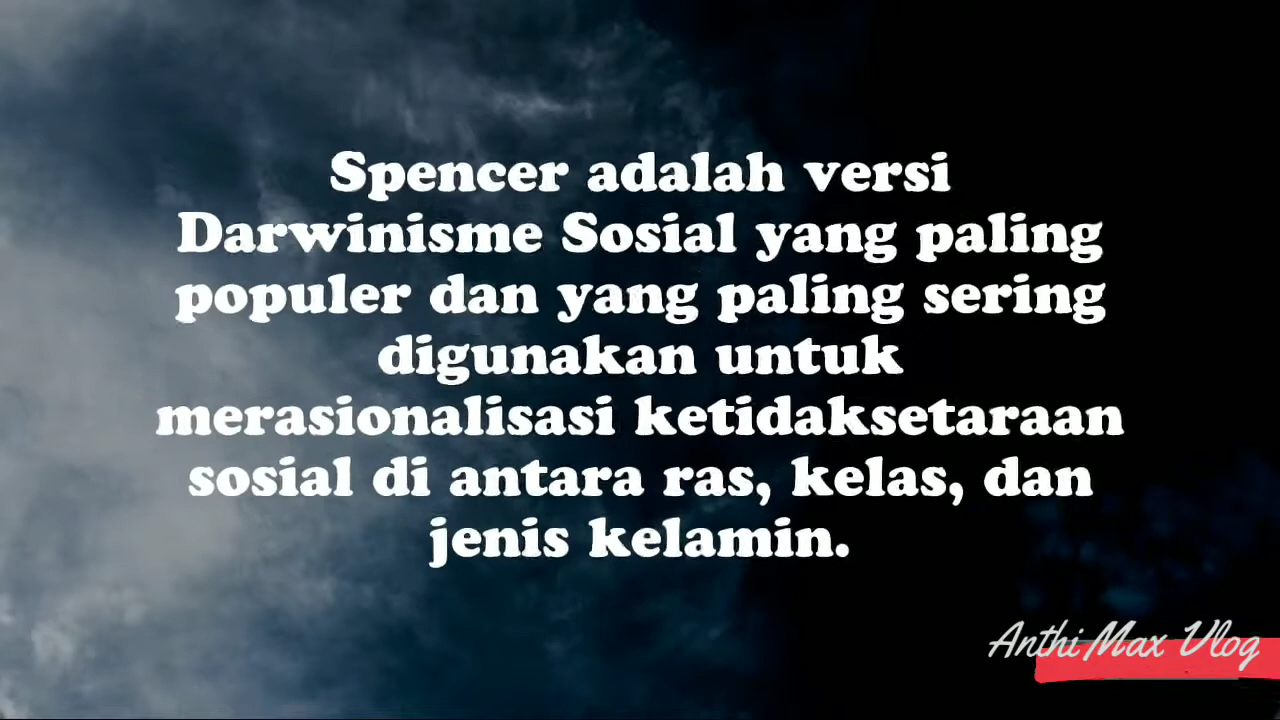 Spencer adalah versi
Darwinisme Sosial yang paling
populer dan yang paling sering
digunakan untuk
merasionalisasi ketidaksetaraan
sosial di antara ras, kelas, dan
jenis kelamin.
Anthi Max Vlog